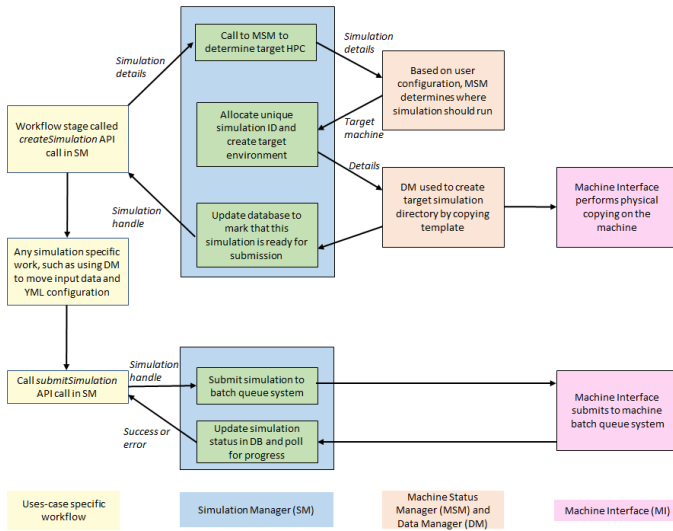 Call to MSM to
determine target HPC
Simulation
details
Simulation
details
Based on user
configuration, MSM
determines where
simulation should
run
Workflow stage called
createSimulation API
call in SM
Allocate unique
simulation ID and
create target
environment
Target
machine
Details
DM used to create
target simulation
directory by copying
template
Machine Interface
performs physical
copying on the
machine
Simulation
handle
Update database to
mark that this
simulation is ready for
submission
Any simulation specific
work, such as using DM
to move input data and
YML configuration
Call submitSimulation
API call in SM
Simulation
handle
Submit simulation to
batch queue system
Machine Interface
submits to machine
batch queue system
Success or
error
Update simulation
status in DB and poll
for progress
Uses-case specific
workflow
Simulation Manager (SM)
Machine Status
Manager (MSM) and
Data Manager (DM)
Machine Interface (MI)